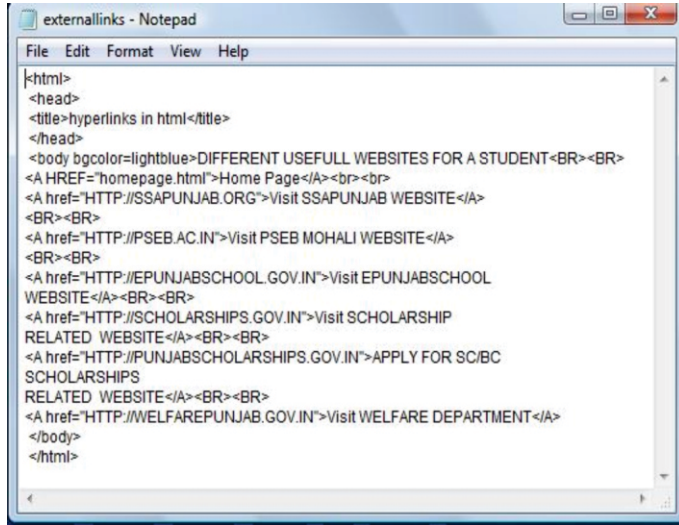 externallinks - Notepad
File Edit Format View Help
<html>
<head>
<title>hyperlinks in html</title>
</head>
<body bgcolor=lightblue>DIFFERENT USEFULL WEBSITES FOR A STUDENT<BR><BR>
<A HREF="homepage.html">Home Page</A><br><br>
<A href="HTTP://SSAPUNJAB.ORG">Visit SSAPUNJAB WEBSITE</A>
<BR><BR>
<A href="HTTP://PSEB.AC.IN">Visit PSEB MOHALI WEBSITE</A>
<BR><BR>
<A href="HTTP://EPUNJABSCHOOL.GOV.IN">Visit EPUNJABSCHOOL
WEBSITE</A><BR><BR>
<A href="HTTP://SCHOLARSHIPS.GOV.IN">Visit SCHOLARSHIP
RELATED  WEBSITE</A><BR><BR>
<A href="HTTP://PUNJABSCHOLARSHIPS.GOV.IN">APPLY FOR SC/BC
SCHOLARSHIPS
RELATED  WEBSITE</A><BR><BR>
<A href="HTTP://WELFAREPUNJAB.GOV.IN">Visit WELFARE DEPARTMENT</A>
</body>
</html>